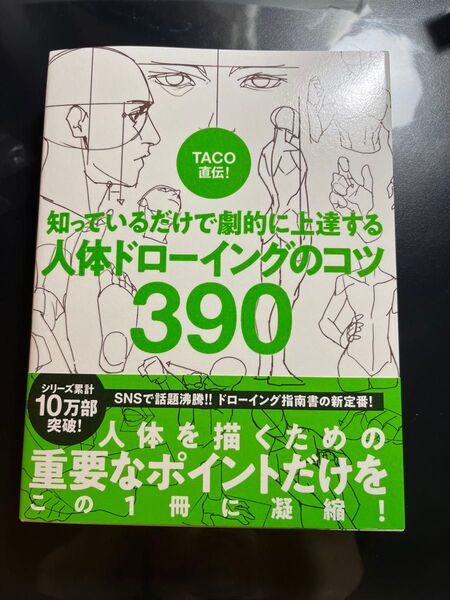 TACO
直伝！
知っているだけで劇的に上達する
人体ドローイングのコツ
390
シリーズ累計
10万部
突破！
SNSで話題沸騰!! ドローイング指南書の新定番！
人体を描くための
重要なポイントだけを
この1冊に凝縮！